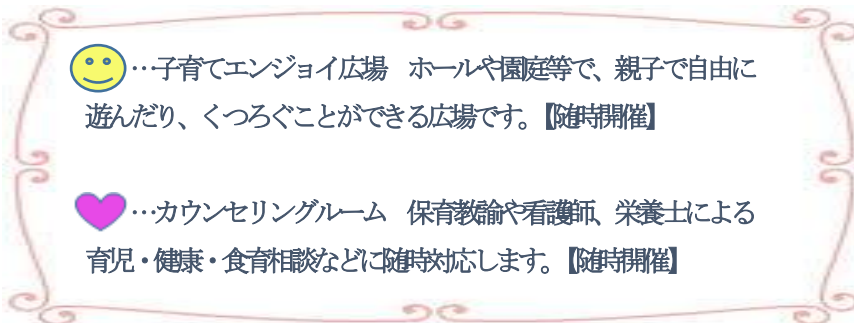 …子育てエンジョイ広場　ホールや園庭等で、親子で自由に
遊んだり、くつろぐことができる広場です。【随時開催】
…カウンセリングルーム　保育教諭や看護師、栄養士による
育児・健康・食育相談などに随時対応します。【随時開催】